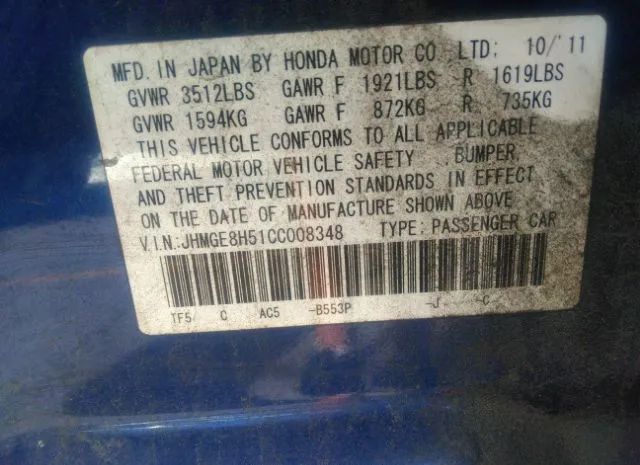 MFD. IN JAPAN BY HONDA MOTOR CO., LTD: 10/'11
GVWR 3512LBS GAWR F 1921LBS R 1619LBS
GVWR 1594KG GAWR F 872KG R 735KG
THIS VEHICLE CONFORMS TO ALL APPLICABLE
FEDERAL MOTOR VEHICLE SAFETY BUMPER,
AND THEFT PREVENTION STANDARDS IN EFFECT
ON THE DATE OF MANUFACTURE SHOWN ABOVE
V.I.N.:JHMGE8H51CC008348 TYPE: PASSENGER CAR
TF5 C AC5 -B553P -J -C